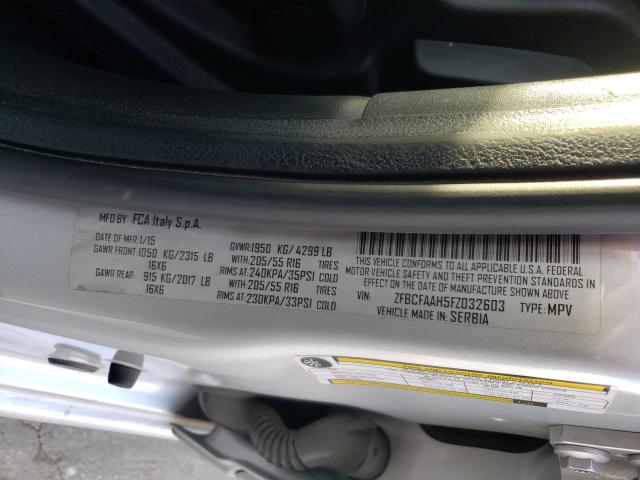 MFD BY FCA Italy S.p.A.
DATE OF MFR 1/15 GVWR:1950 KG/4299 LB
GAWR FRONT:1050 KG/2315 LB WITH:205/55 R16 TIRES
16X6 RIMS AT:240KPA/35PSI COLD
GAWR REAR: 915 KG/2017 LB WITH:205/55 R16 TIRES
16X6 RIMS AT:230KPA/33PSI COLD
THIS VEHICLE CONFORMS TO ALL APPLICABLE U.S.A. FEDERAL
MOTOR VEHICLE SAFETY, BUMPER, AND THEFT PREVENTION STANDARDS IN
EFFECT ON THE DATE OF MANUFACTURE SHOWN ABOVE.
VIN: ZFBCFAAH5FZ032603 TYPE: MPV
VEHICLE MADE IN: SERBIA